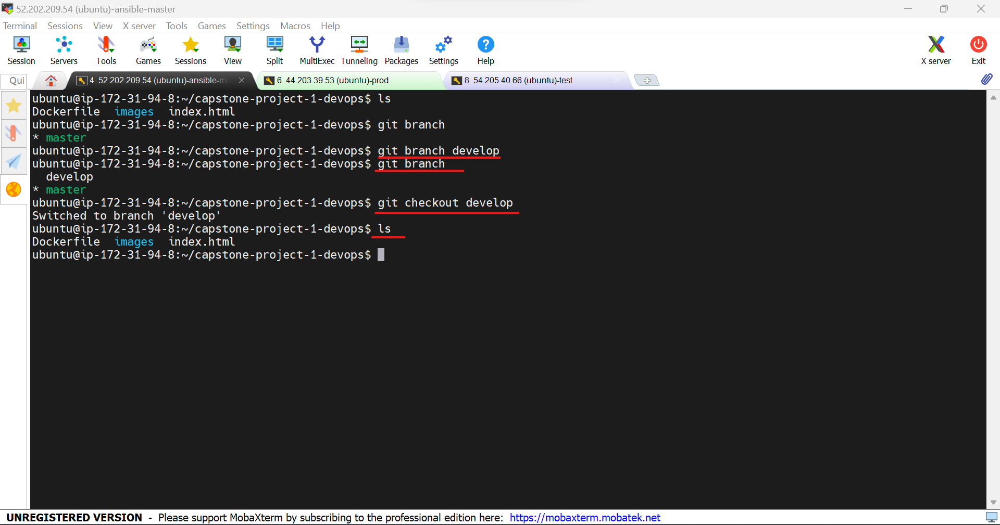 52.202.209.54 (ubuntu)-ansible-master
Terminal Sessions View X server Tools Games Settings Macros Help
Session Servers Tools Games Sessions View Split MultiExec Tunneling Packages Settings Help X server Exit
Qui 4. 52.202.209.54 (ubuntu)-ansible-ma 6. 44.203.39.53 (ubuntu)-prod 8. 54.205.40.66 (ubuntu)-test
ubuntu@ip-172-31-94-8:~/capstone-project-1-devops$ ls
Dockerfile images index.html
ubuntu@ip-172-31-94-8:~/capstone-project-1-devops$ git branch
* master
ubuntu@ip-172-31-94-8:~/capstone-project-1-devops$ git branch develop
ubuntu@ip-172-31-94-8:~/capstone-project-1-devops$ git branch
develop
* master
ubuntu@ip-172-31-94-8:~/capstone-project-1-devops$ git checkout develop
Switched to branch 'develop'
ubuntu@ip-172-31-94-8:~/capstone-project-1-devops$ ls
Dockerfile images index.html
ubuntu@ip-172-31-94-8:~/capstone-project-1-devops$
UNREGISTERED VERSION - Please support MobaXterm by subscribing to the professional edition here: https://mobaxterm.mobatek.net